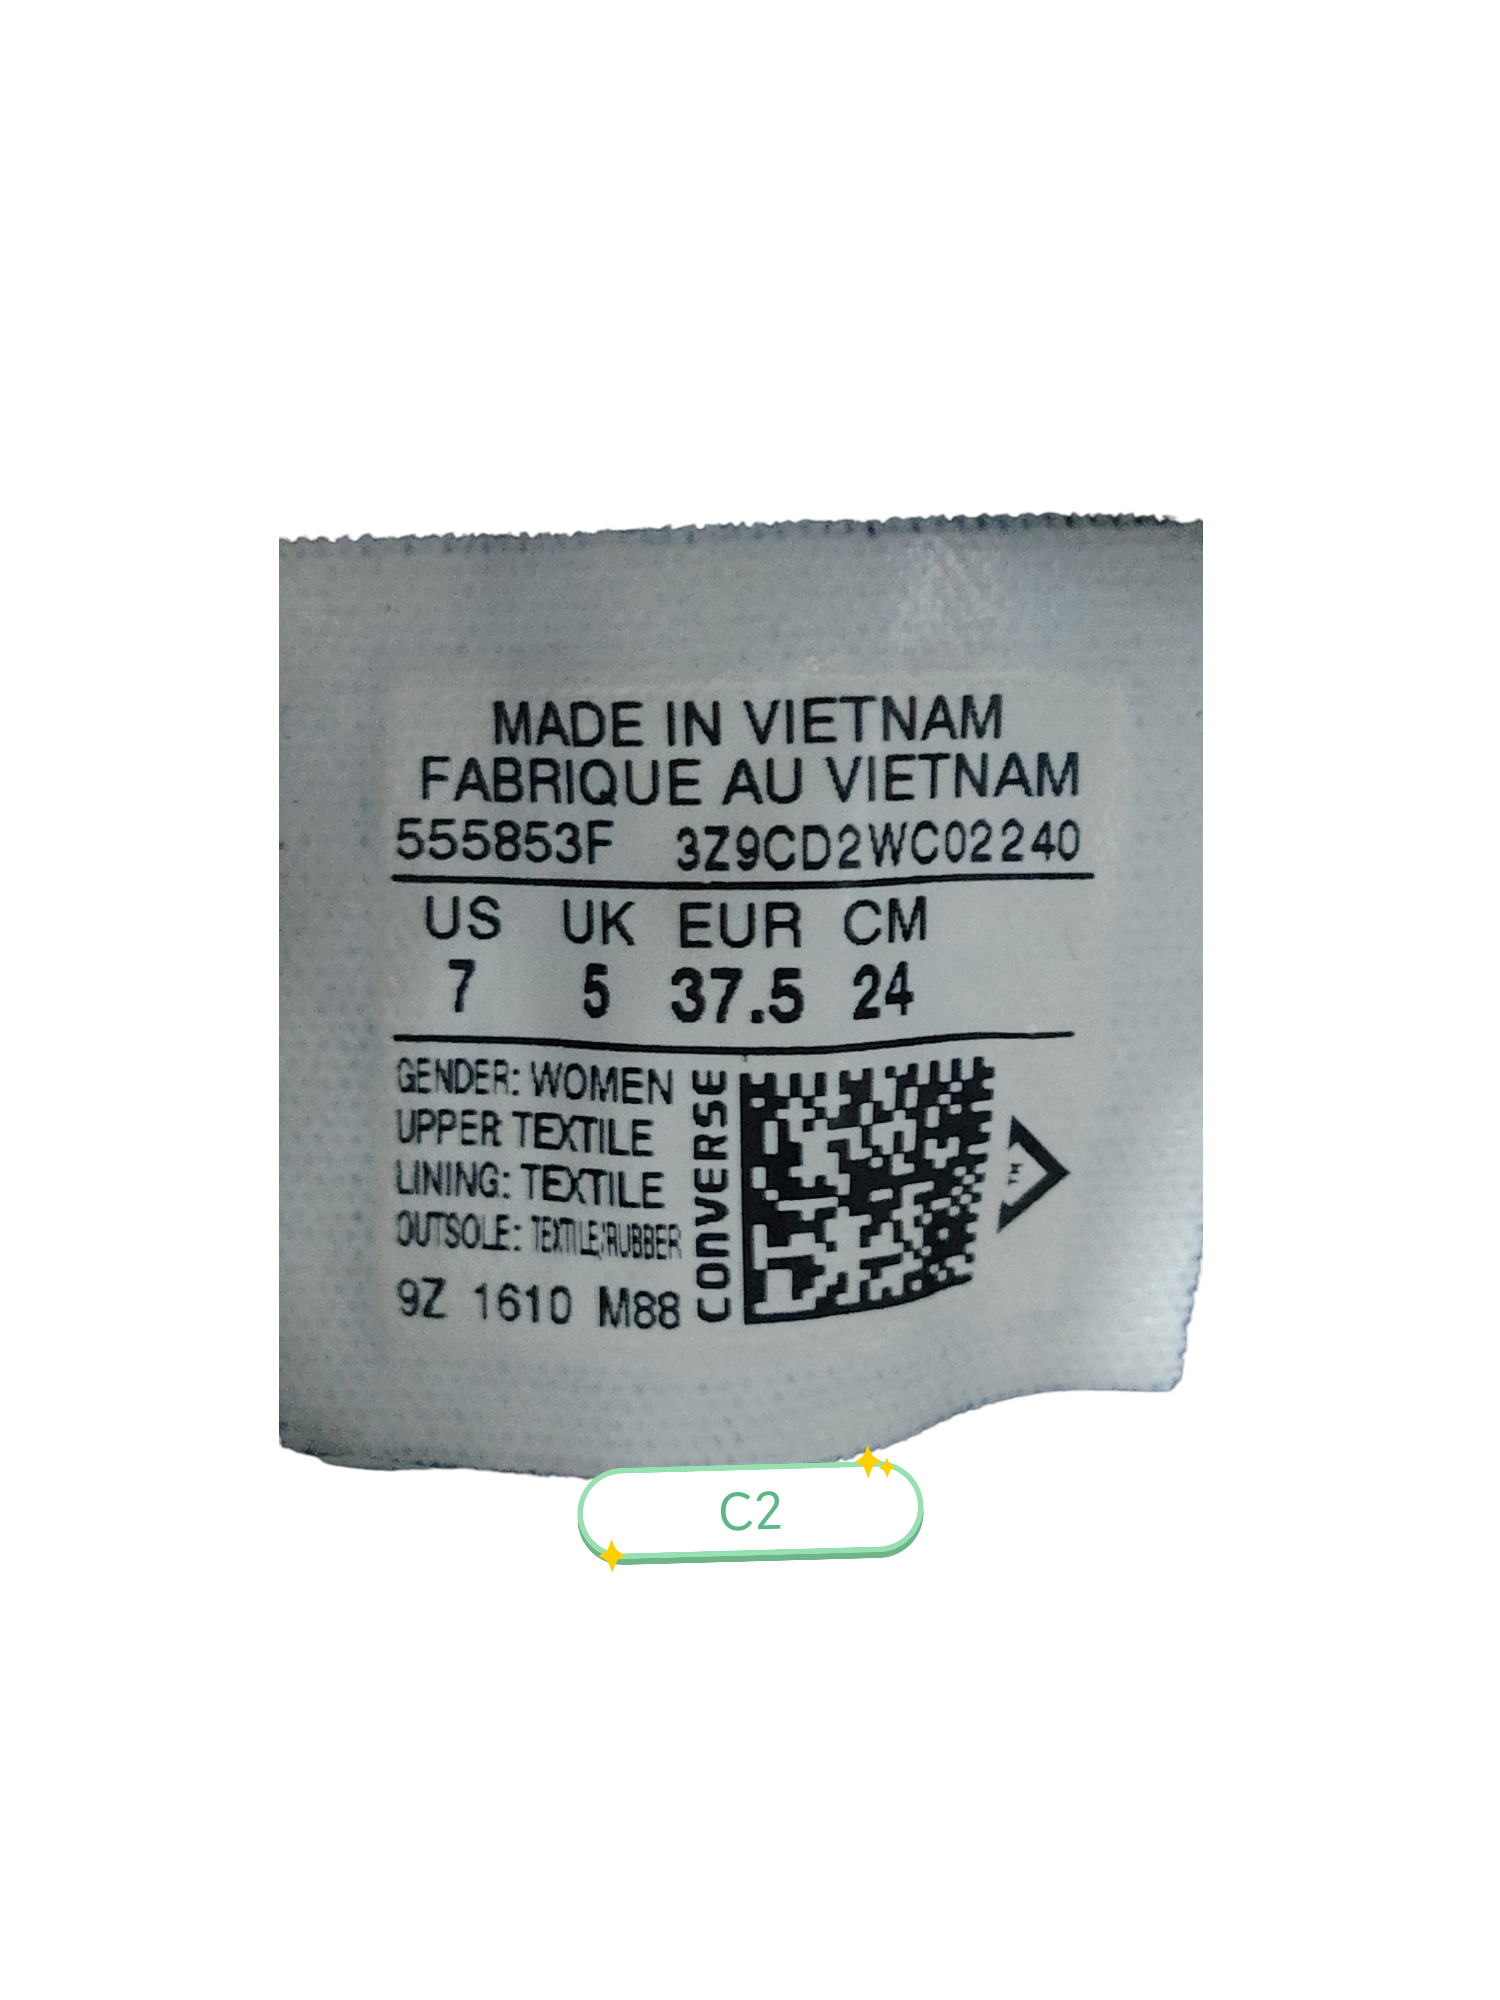 MADE IN VIETNAM
FABRIQUE AU VIETNAM
555853F 3Z9CD2WC02240
US UK EUR CM
7 5 37.5 24
GENDER: WOMEN
UPPER: TEXTILE
LINING: TEXTILE
OUTSOLE: TEXTILE/RUBBER
9Z 1610 M88
CONVERSE
TM
C2